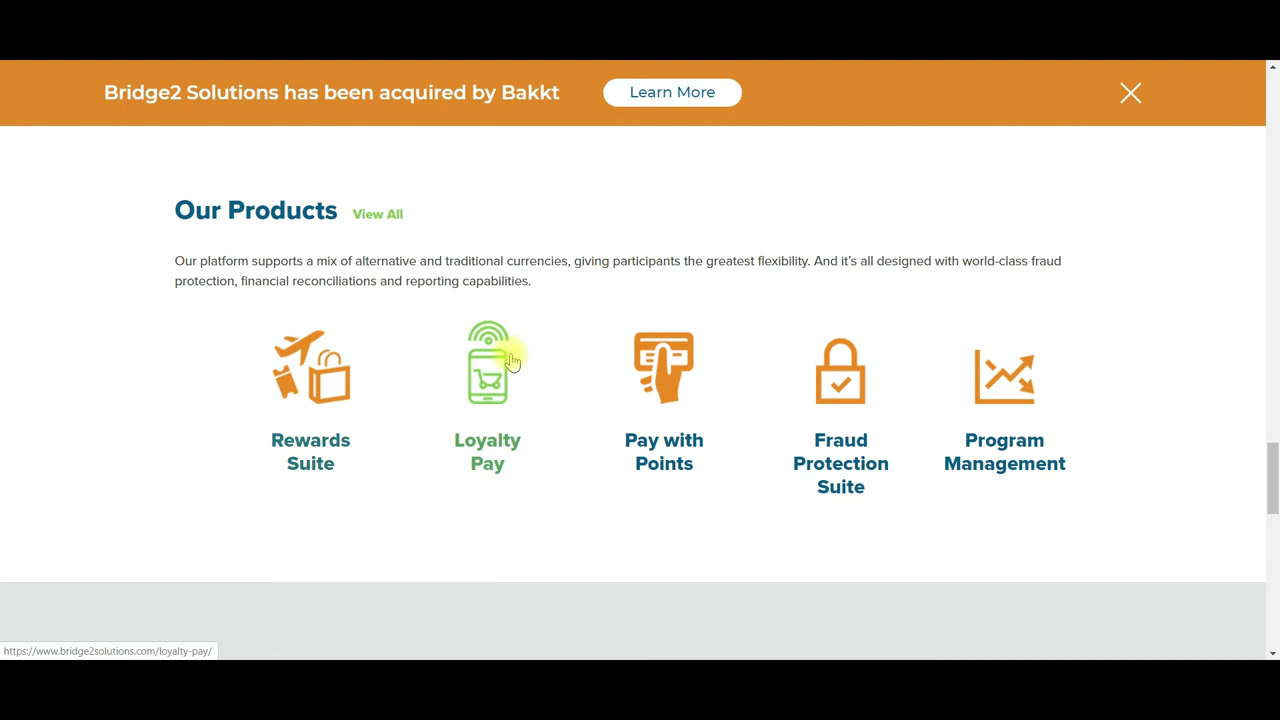 Bridge2 Solutions has been acquired by Bakkt
Learn More
Our Products
View All
Our platform supports a mix of alternative and traditional currencies, giving participants the greatest flexibility. And it's all designed with world-class fraud
protection, financial reconciliations and reporting capabilities.
Rewards
Suite
Loyalty
Pay
Pay with
Points
Fraud
Protection
Suite
Program
Management
https://www.bridge2solutions.com/loyalty-pay/